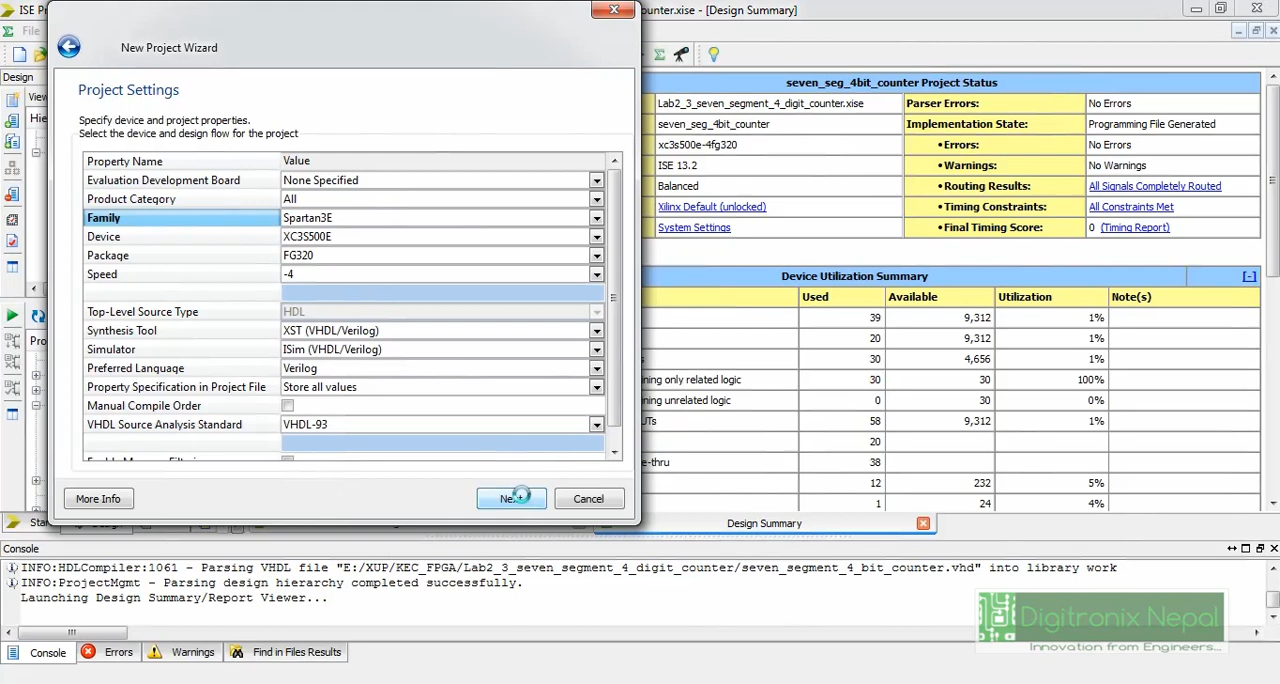 ISE Pr
ounter.xise - [Design Summary]
File
New Project Wizard
Design
View
Hie
Project Settings
Specify device and project properties.
Select the device and design flow for the project
Property Name Value
Evaluation Development Board None Specified
Product Category All
Family Spartan3E
Device XC3S500E
Package FG320
Speed -4
Top-Level Source Type HDL
Synthesis Tool XST (VHDL/Verilog)
Simulator ISim (VHDL/Verilog)
Preferred Language Verilog
Property Specification in Project File Store all values
Manual Compile Order
VHDL Source Analysis Standard VHDL-93
More Info
Cancel
seven_seg_4bit_counter Project Status
Lab2_3_seven_segment_4_digit_counter.xise Parser Errors: No Errors
seven_seg_4bit_counter Implementation State: Programming File Generated
xc3s500e-4fg320 •Errors: No Errors
ISE 13.2 •Warnings: No Warnings
Balanced •Routing Results: All Signals Completely Routed
Xilinx Default (unlocked) •Timing Constraints: All Constraints Met
System Settings •Final Timing Score: 0 (Timing Report)
Device Utilization Summary [-]
Used Available Utilization Note(s)
39 9,312 1%
20 9,312 1%
s 30 4,656 1%
ning only related logic 30 30 100%
ning unrelated logic 0 30 0%
UTs 58 9,312 1%
20
e-thru 38
12 232 5%
1 24 4%
Pro
Star
Design Summary
Console
INFO:HDLCompiler:1061 - Parsing VHDL file "E:/XUP/KEC_FPGA/Lab2_3_seven_segment_4_digit_counter/seven_segment_4_bit_counter.vhd" into library work
INFO:ProjectMgmt - Parsing design hierarchy completed successfully.
Launching Design Summary/Report Viewer...
Digitronix Nepal
Innovation from Engineers...
Console Errors Warnings Find in Files Results